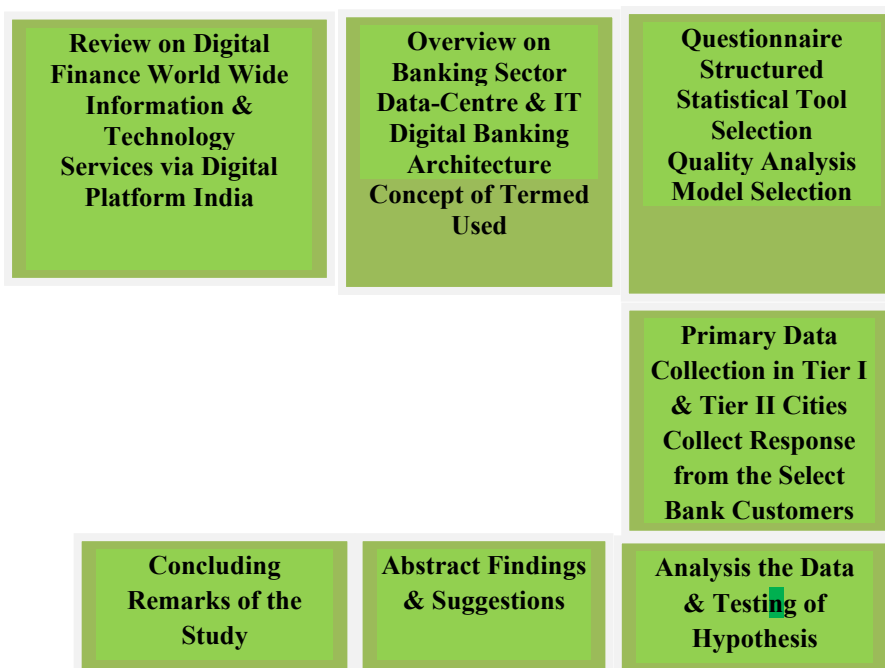 Review on Digital
Finance World Wide
Information &
Technology
Services via Digital
Platform India
Overview on
Banking Sector
Data-Centre & IT
Digital Banking
Architecture
Concept of Termed
Used
Questionnaire
Structured
Statistical Tool
Selection
Quality Analysis
Model Selection
Primary Data
Collection in Tier I
& Tier II Cities
Collect Response
from the Select
Bank Customers
Concluding
Remarks of the
Study
Abstract Findings
& Suggestions
Analysis the Data
& Testing of
Hypothesis